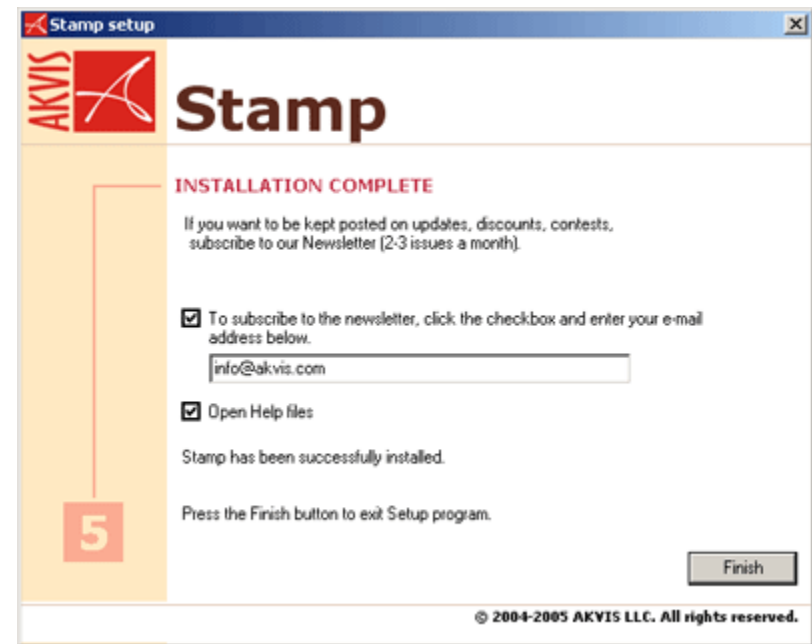 Stamp setup
AKVIS
Stamp
INSTALLATION COMPLETE
If you want to be kept posted on updates, discounts, contests,
subscribe to our Newsletter (2-3 issues a month).
To subscribe to the newsletter, click the checkbox and enter your e-mail
address below.
info@akvis.com
Open Help files
Stamp has been successfully installed.
5
Press the Finish button to exit Setup program.
Finish
© 2004-2005 AKVIS LLC. All rights reserved.